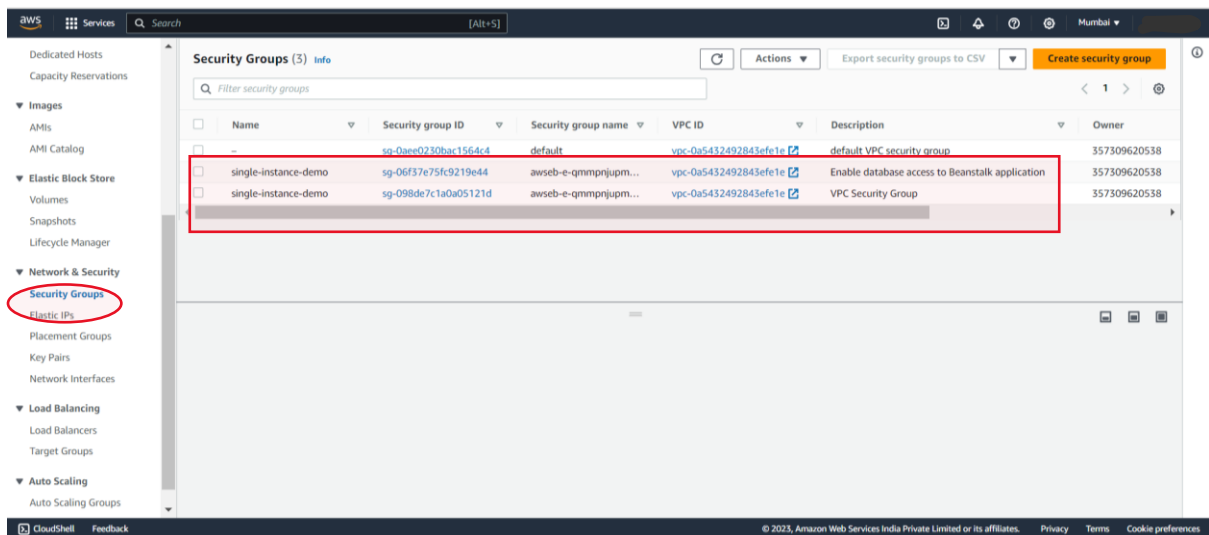 aws Services Search [Alt+S] Mumbai
Dedicated Hosts
Capacity Reservations
Images
AMIs
AMI Catalog
Elastic Block Store
Volumes
Snapshots
Lifecycle Manager
Network & Security
Security Groups
Elastic IPs
Placement Groups
Key Pairs
Network Interfaces
Load Balancing
Load Balancers
Target Groups
Auto Scaling
Auto Scaling Groups
Security Groups (3) Info
Actions Export security groups to CSV Create security group
Filter security groups
1
Name Security group ID Security group name VPC ID Description Owner
– sg-0aee0230bac1564c4 default vpc-0a5432492843efe1e default VPC security group 357309620538
single-instance-demo sg-06f37e75fc9219e44 awseb-e-qmmpnjupm... vpc-0a5432492843efe1e Enable database access to Beanstalk application 357309620538
single-instance-demo sg-098de7c1a0a05121d awseb-e-qmmpnjupm... vpc-0a5432492843efe1e VPC Security Group 357309620538
CloudShell Feedback © 2023, Amazon Web Services India Private Limited or its affiliates. Privacy Terms Cookie preferences